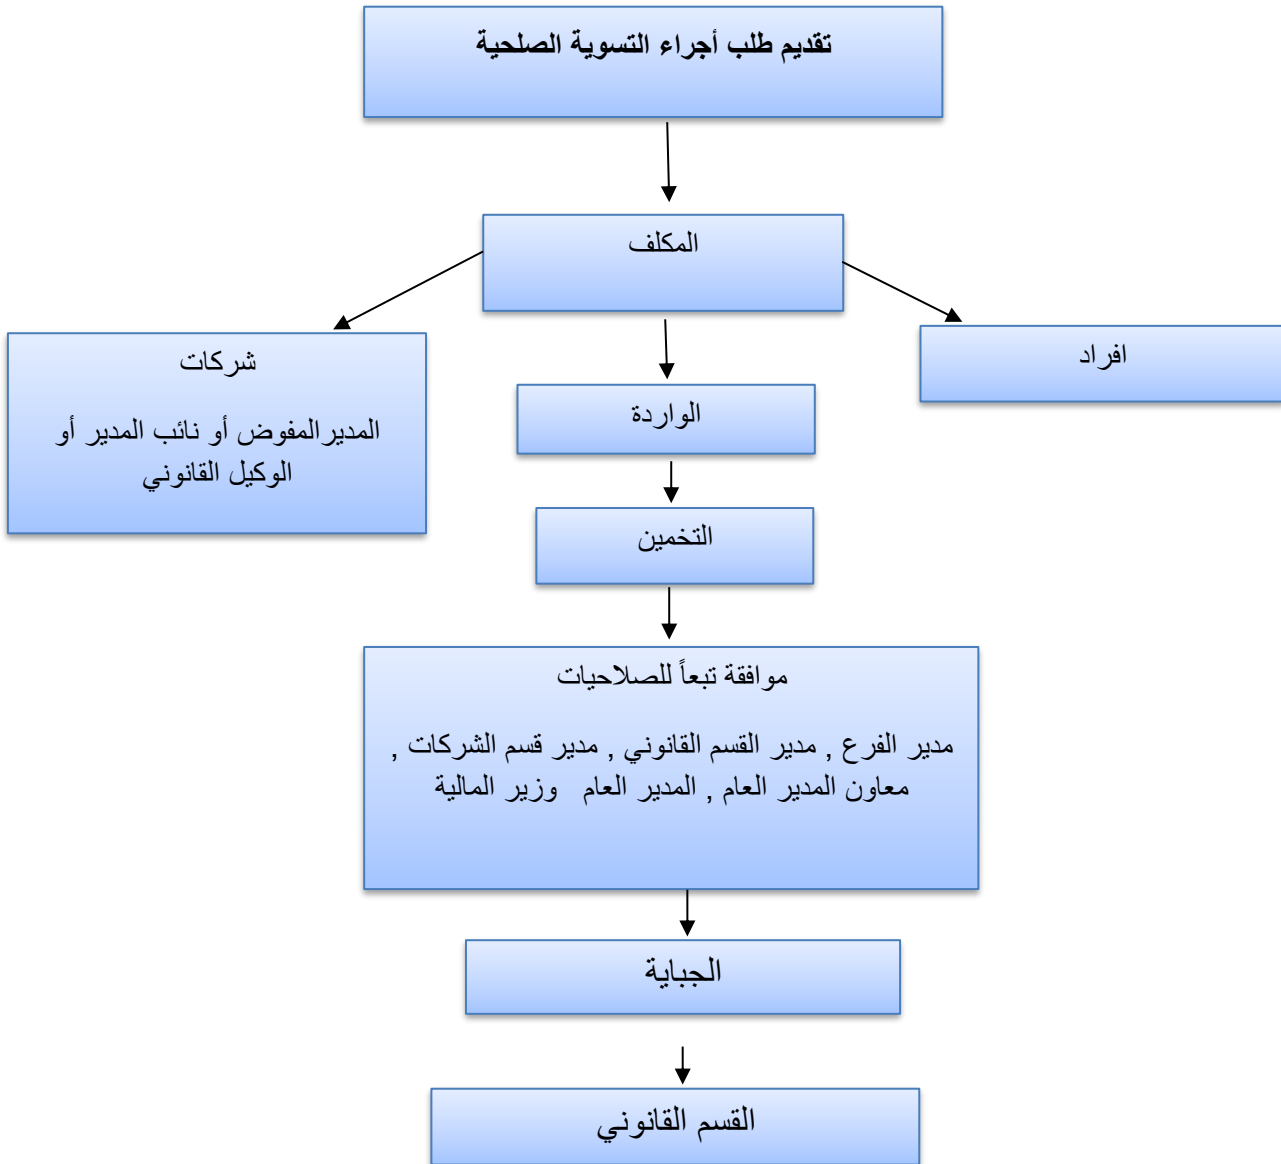 تقديم طلب أجراء التسوية الصلحية
المكلف
افراد
شركات
المديرالمفوض أو نائب المدير أو
الوكيل القانوني
الواردة
التخمين
موافقة تبعاً للصلاحيات
مدير الفرع , مدير القسم القانوني , مدير قسم الشركات ,
معاون المدير العام , المدير العام   وزير المالية
الجباية
القسم القانوني